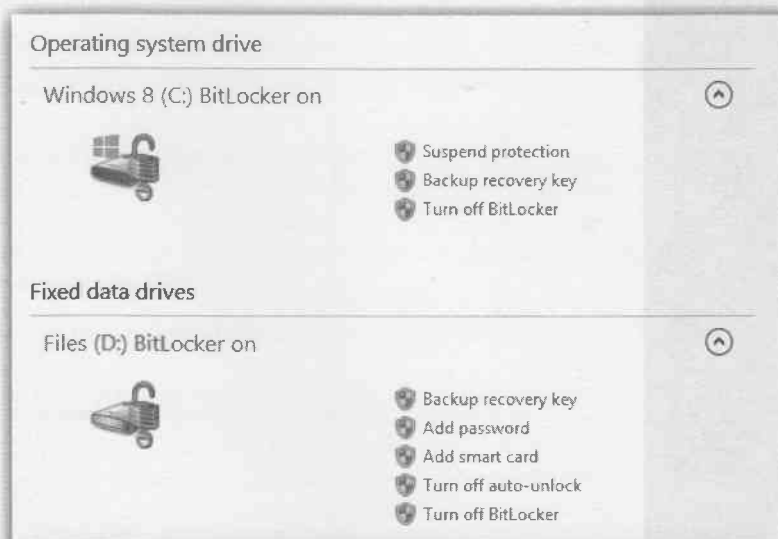 Operating system drive
Windows 8 (C:) BitLocker on
Suspend protection
Backup recovery key
Turn off BitLocker
Fixed data drives
Files (D:) BitLocker on
Backup recovery key
Add password
Add smart card
Turn off auto-unlock
Turn off BitLocker